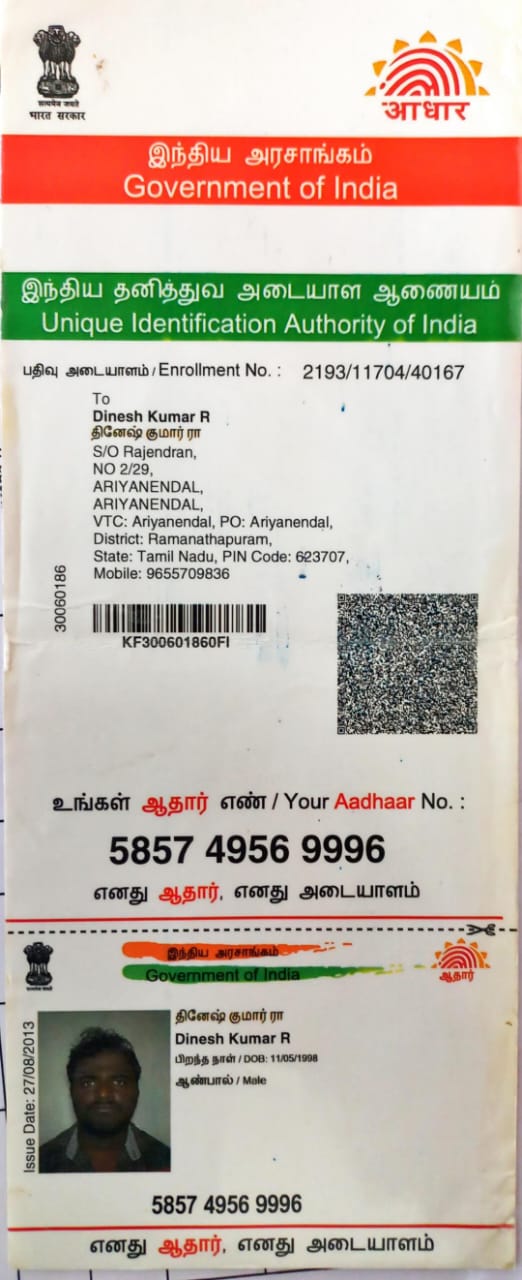 सत्यमेव जयते
भारत सरकार
आधार
இந்திய அரசாங்கம்
Government of India
இந்திய தனித்துவ அடையாள ஆணையம்
Unique Identification Authority of India
பதிவு அடையாளம் / Enrollment No. : 2193/11704/40167
To
Dinesh Kumar R
தினேஷ் குமார் ரா
S/O Rajendran,
NO 2/29,
ARIYANENDAL,
ARIYANENDAL,
VTC: Ariyanendal, PO: Ariyanendal,
District: Ramanathapuram,
State: Tamil Nadu, PIN Code: 623707,
Mobile: 9655709836
30060186
KF300601860FI
உங்கள் ஆதார் எண் / Your Aadhaar No. :
5857 4956 9996
எனது ஆதார், எனது அடையாளம்
இந்திய அரசாங்கம்
Government of India
ஆதார்
Issue Date: 27/08/2013
தினேஷ் குமார் ரா
Dinesh Kumar R
பிறந்த நாள் / DOB: 11/05/1998
ஆண்பால் / Male
5857 4956 9996
எனது ஆதார், எனது அடையாளம்